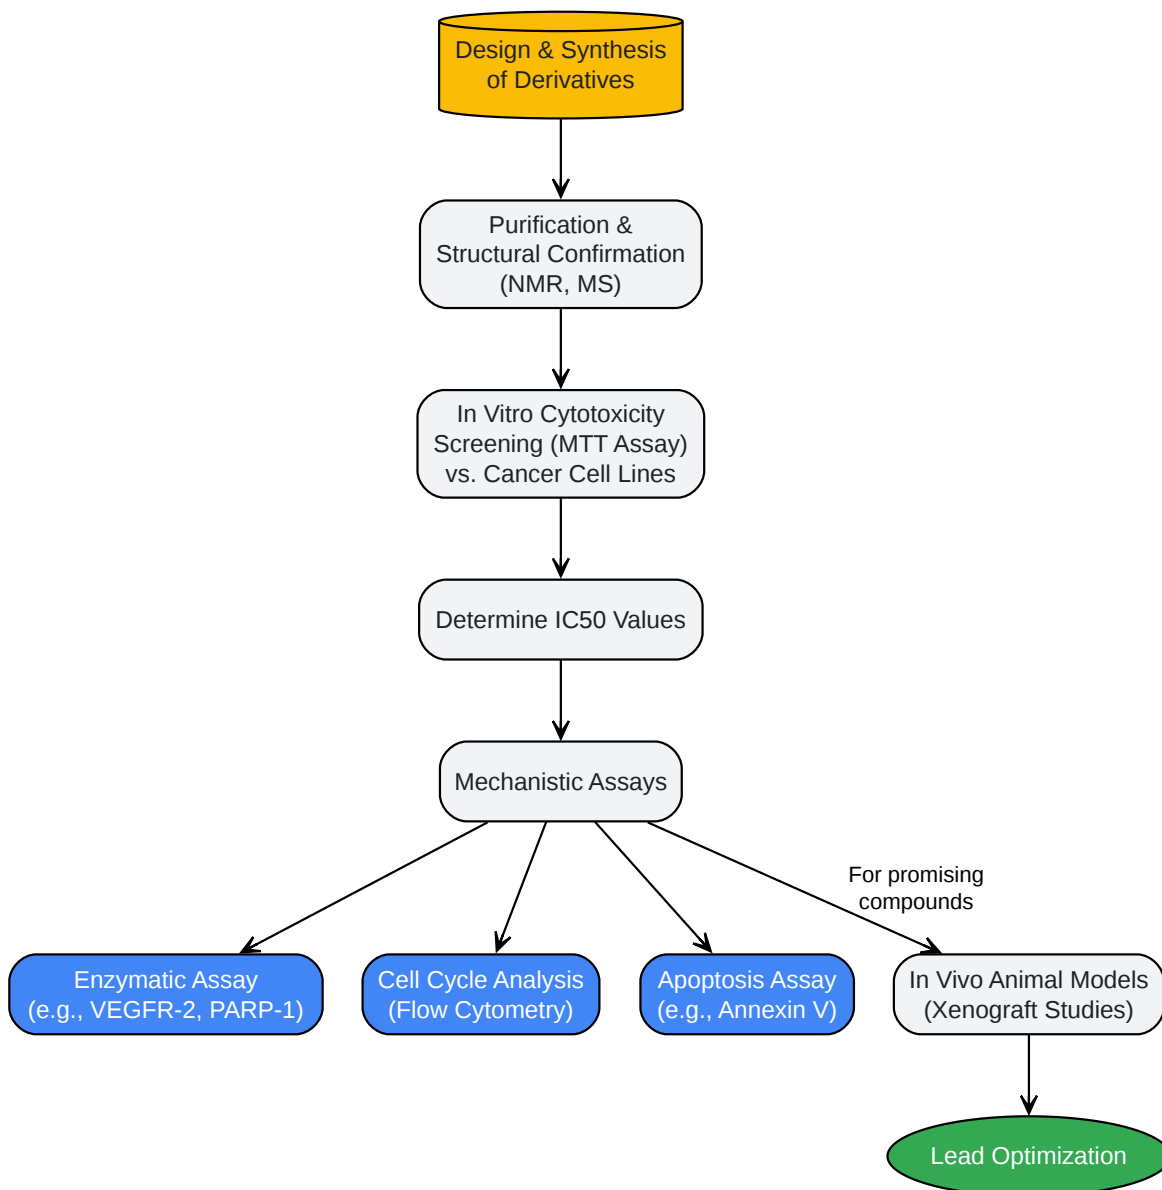 Design & Synthesis
of Derivatives
Purification &
Structural Confirmation
(NMR, MS)
In Vitro Cytotoxicity
Screening (MTT Assay)
vs. Cancer Cell Lines
Determine IC50 Values
Mechanistic Assays
For promising
compounds
Enzymatic Assay
(e.g., VEGFR-2, PARP-1)
Cell Cycle Analysis
(Flow Cytometry)
Apoptosis Assay
(e.g., Annexin V)
In Vivo Animal Models
(Xenograft Studies)
Lead Optimization